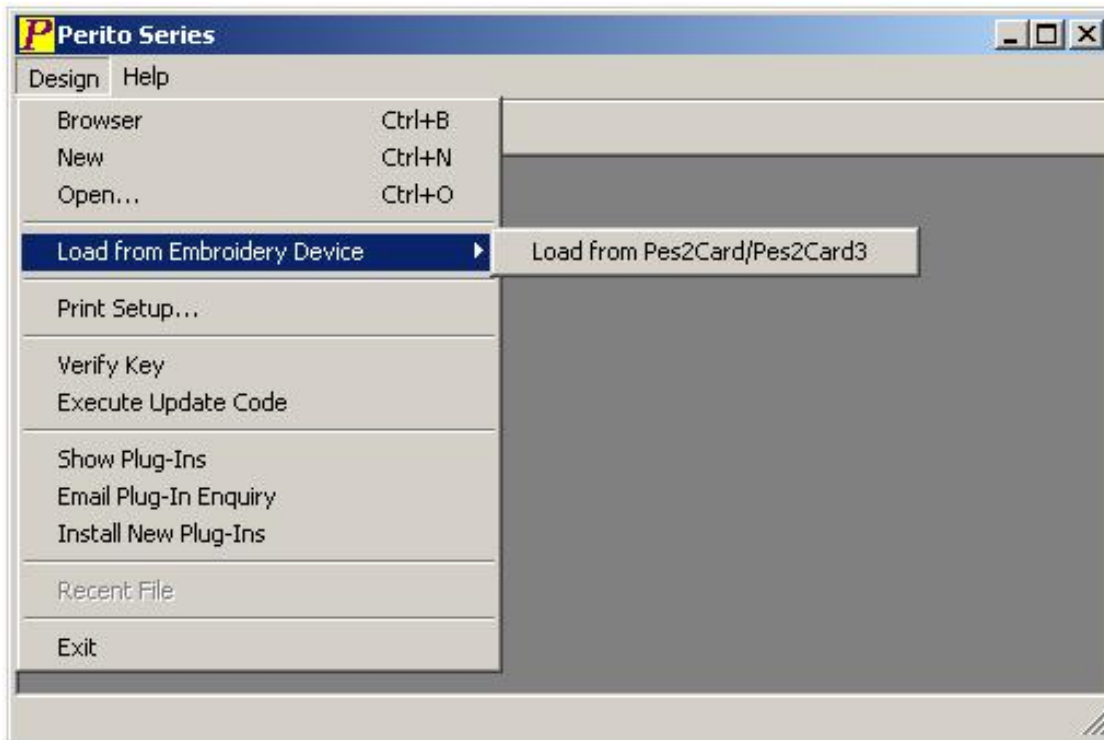 P Perito Series
Design Help
Browser Ctrl+B
New Ctrl+N
Open... Ctrl+O
Load from Embroidery Device Load from Pes2Card/Pes2Card3
Print Setup...
Verify Key
Execute Update Code
Show Plug-Ins
Email Plug-In Enquiry
Install New Plug-Ins
Recent File
Exit